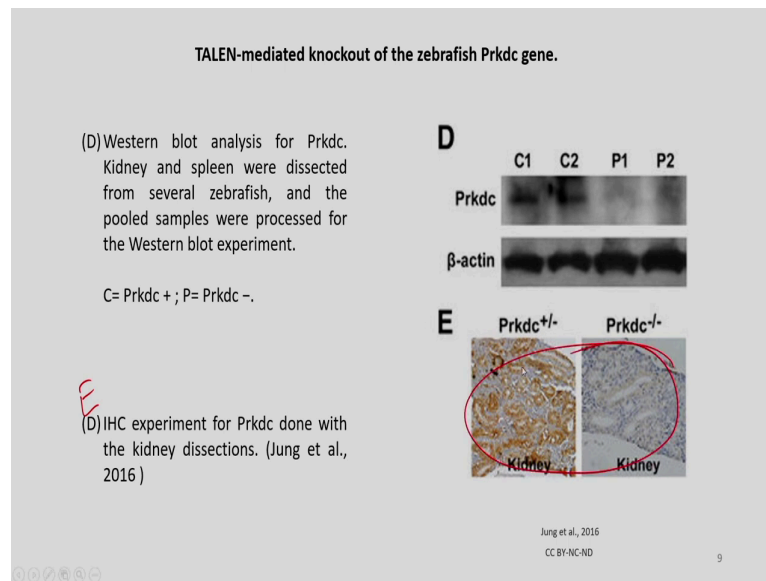 TALEN-mediated knockout of the zebrafish Prkdc gene.
(D) Western blot analysis for Prkdc.
Kidney and spleen were dissected
from several zebrafish, and the
pooled samples were processed for
the Western blot experiment.
C= Prkdc + ; P= Prkdc −.
E
(D) IHC experiment for Prkdc done with
the kidney dissections. (Jung et al.,
2016 )
D
C1 C2 P1 P2
Prkdc
β-actin
E
Prkdc+/- Prkdc-/-
Kidney Kidney
Jung et al., 2016
CC BY-NC-ND
9